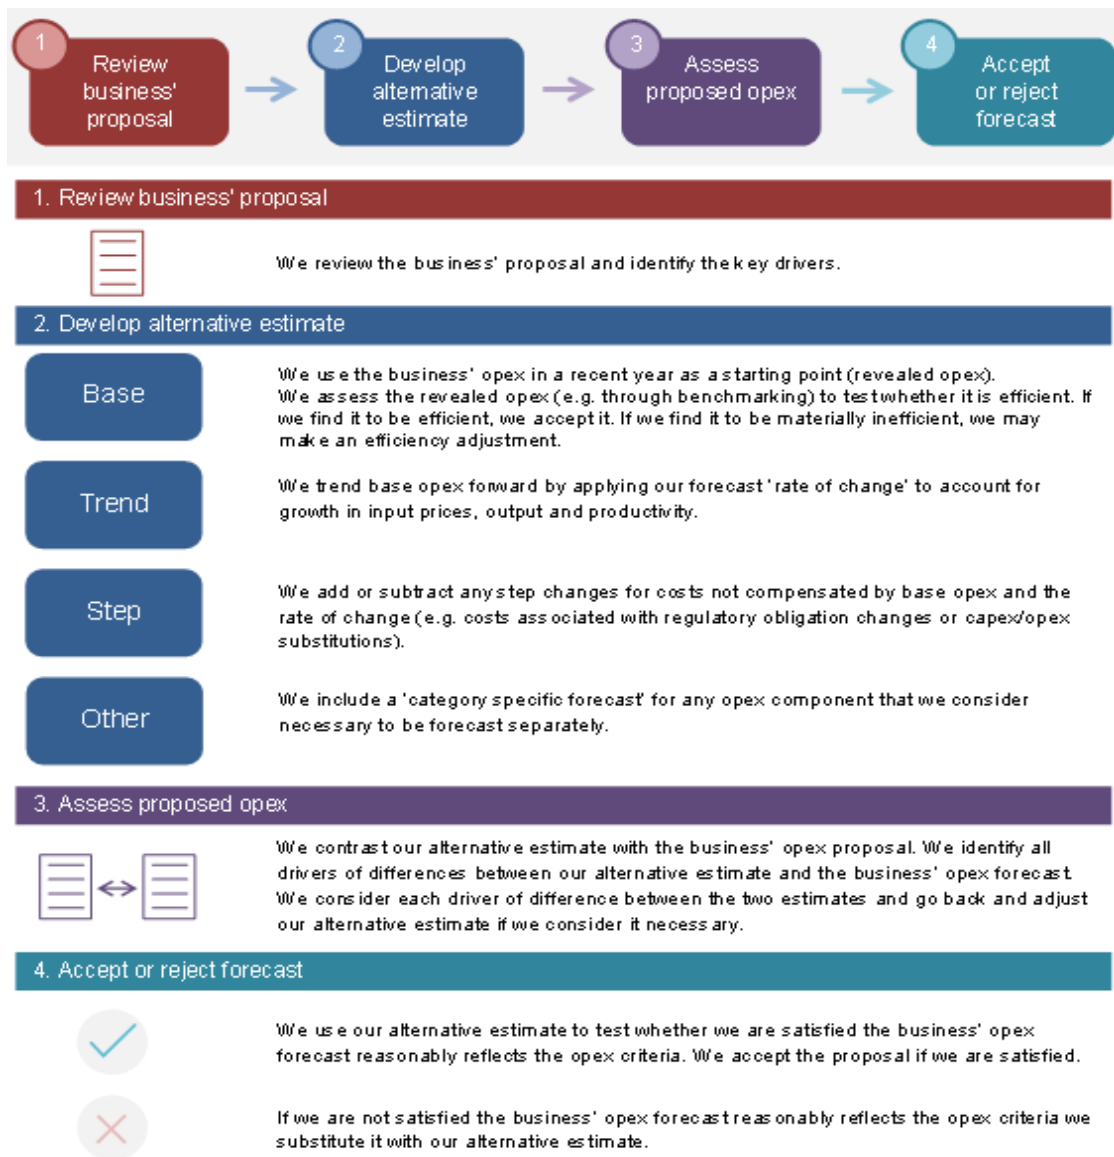 1
Review
business'
proposal
2
Develop
alternative
estimate
3
Assess
proposed opex
4
Accept
or reject
forecast
1. Review business' proposal
We review the business' proposal and identify the key drivers.
2. Develop alternative estimate
Base
We use the business' opex in a recent year as a starting point (revealed opex).
We assess the revealed opex (e.g. through benchmarking) to test whether it is efficient. If
we find it to be efficient, we accept it. If we find it to be materially inefficient, we may
make an efficiency adjustment.
Trend
We trend base opex forward by applying our forecast 'rate of change' to account for
growth in input prices, output and productivity.
Step
We add or subtract any step changes for costs not compensated by base opex and the
rate of change (e.g. costs associated with regulatory obligation changes or capex/opex
substitutions).
Other
We include a 'category specific forecast' for any opex component that we consider
necessary to be forecast separately.
3. Assess proposed opex
We contrast our alternative estimate with the business' opex proposal. We identify all
drivers of differences between our alternative estimate and the business' opex forecast.
We consider each driver of difference between the two estimates and go back and adjust
our alternative estimate if we consider it necessary.
4. Accept or reject forecast
We use our alternative estimate to test whether we are satisfied the business' opex
forecast reasonably reflects the opex criteria. We accept the proposal if we are satisfied.
If we are not satisfied the business' opex forecast reasonably reflects the opex criteria we
substitute it with our alternative estimate.